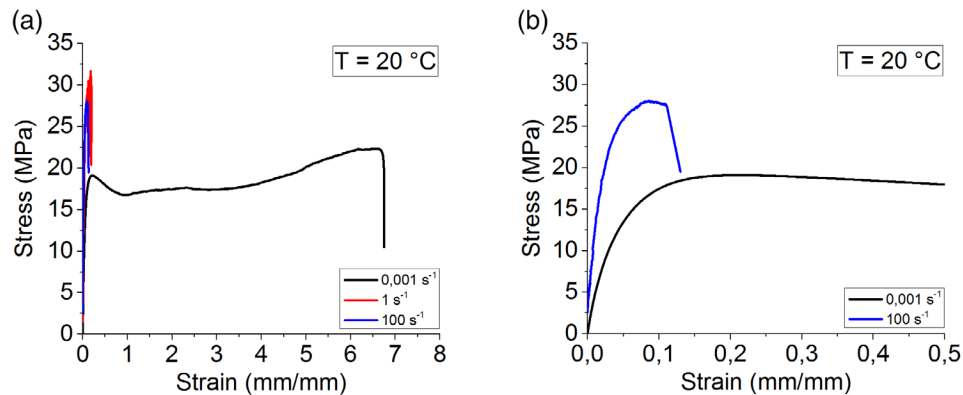 (a)
35
30
25
20
15
10
5
0
Stress (MPa)
T = 20 °C
0,001 s⁻¹
1 s⁻¹
100 s⁻¹
0 1 2 3 4 5 6 7 8
Strain (mm/mm)
(b)
35
30
25
20
15
10
5
0
Stress (MPa)
T = 20 °C
0,001 s⁻¹
100 s⁻¹
0,0 0,1 0,2 0,3 0,4 0,5
Strain (mm/mm)